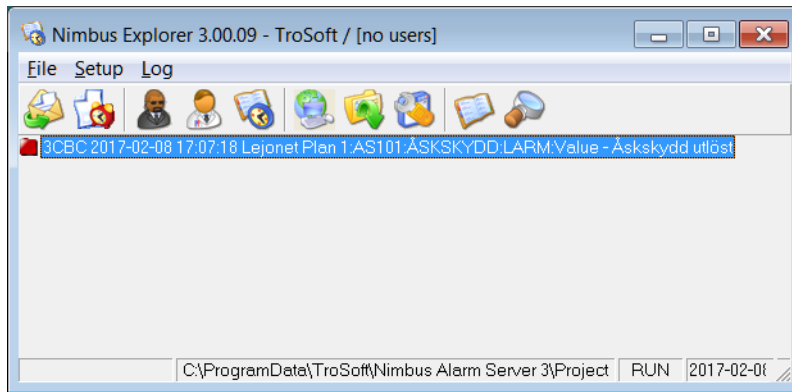 Nimbus Explorer 3.00.09 - TroSoft / [no users]
File Setup Log
3CBC 2017-02-08 17:07:18 Lejonet Plan 1:AS101:ÅSKSKYDD:LARM:Value - Åskskydd utlöst
C:\ProgramData\TroSoft\Nimbus Alarm Server 3\Project RUN 2017-02-0